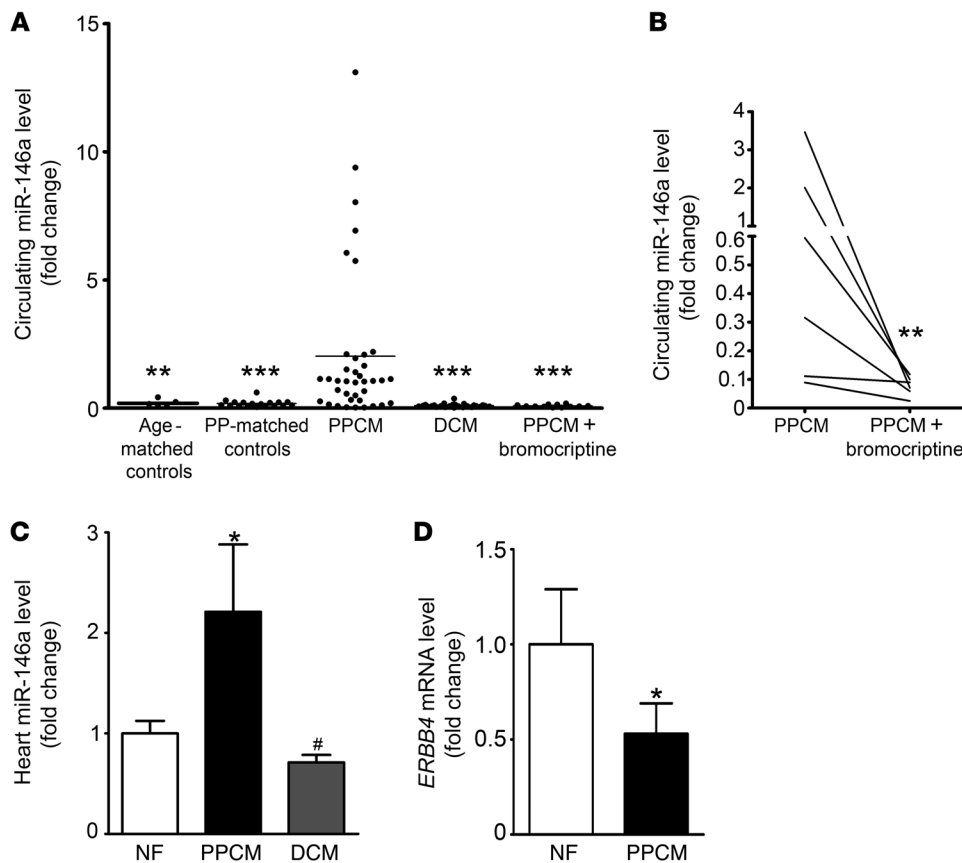 A
Circulating miR-146a level
(fold change)
15
10
5
0
**
***
***
***
Age-
matched
controls
PP-matched
controls
PPCM
DCM
PPCM +
bromocriptine
B
Circulating miR-146a level
(fold change)
4
3
2
1
0.6
0.5
0.4
0.3
0.2
0.1
0
**
PPCM
PPCM +
bromocriptine
C
Heart miR-146a level
(fold change)
3
2
1
0
*
#
NF
PPCM
DCM
D
ERBB4 mRNA level
(fold change)
1.5
1.0
0.5
0
*
NF
PPCM